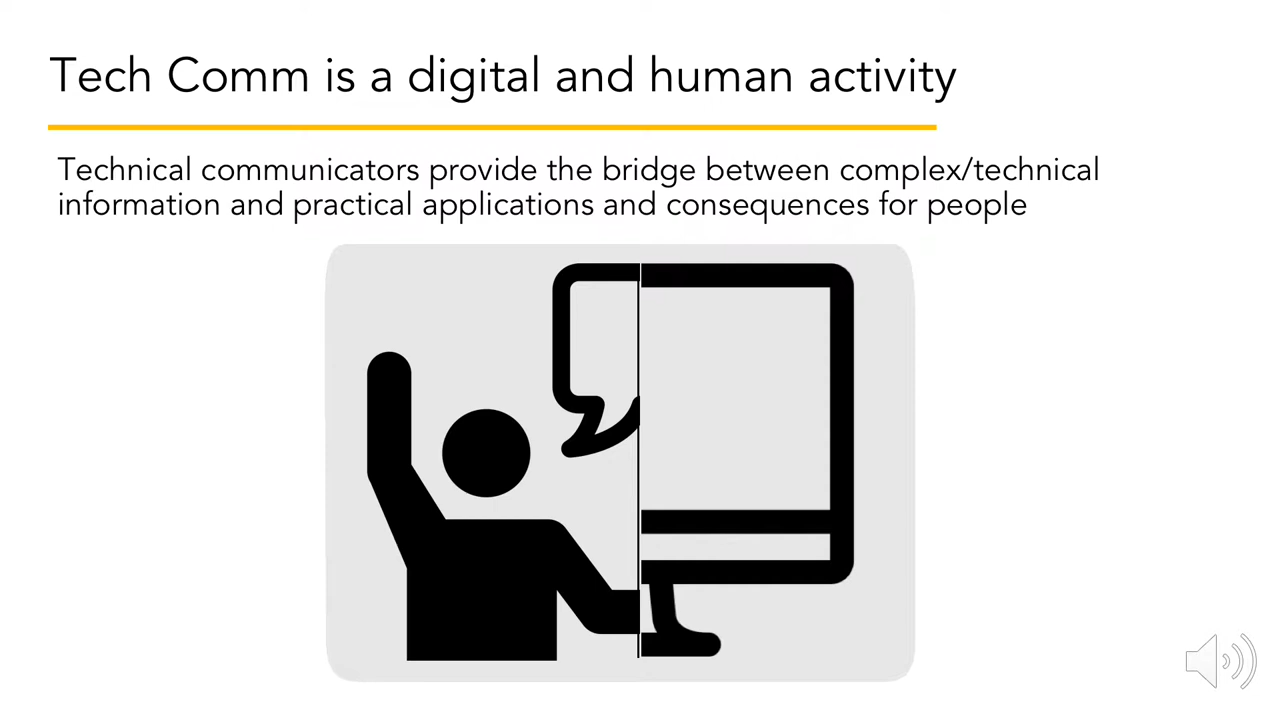 Tech Comm is a digital and human activity
Technical communicators provide the bridge between complex/technical
information and practical applications and consequences for people